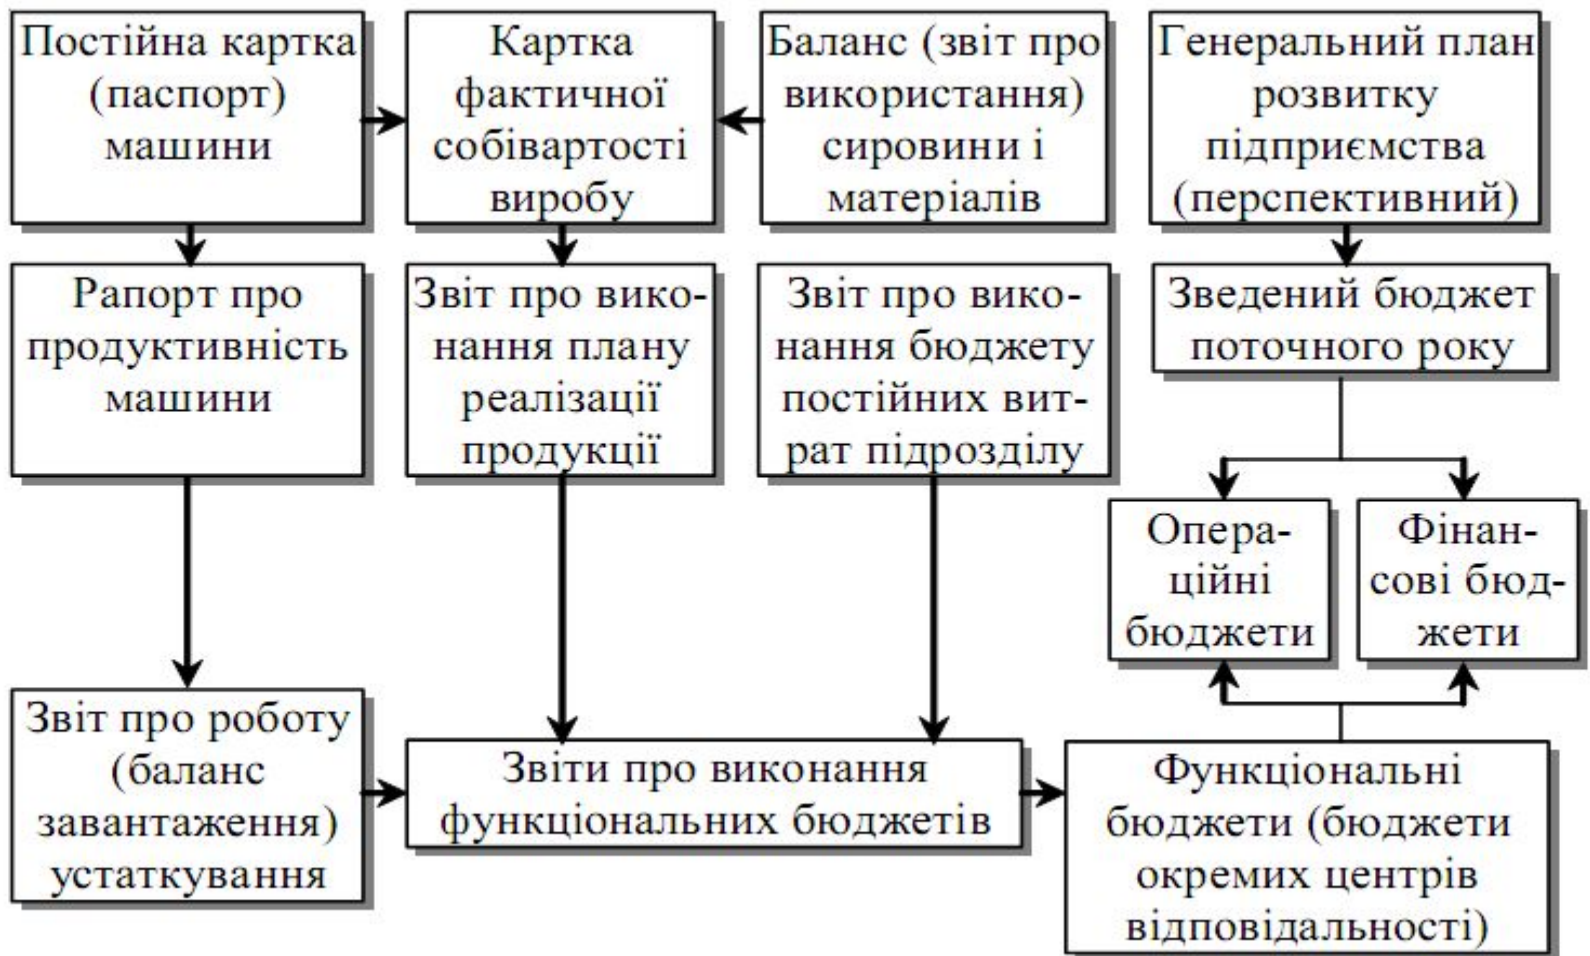 Постійна картка
(паспорт)
машини
Картка
фактичної
собівартості
виробу
Баланс (звіт про
використання)
сировини і
матеріалів
Генеральний план
розвитку
підприємства
(перспективний)
Рапорт про
продуктивність
машини
Звіт про вико-
нання плану
реалізації
продукції
Звіт про вико-
нання бюджету
постійних вит-
рат підрозділу
Зведений бюджет
поточного року
Опера-
ційні
бюджети
Фінан-
сові бюд-
жети
Звіт про роботу
(баланс
завантаження)
устаткування
Звіти про виконання
функціональних бюджетів
Функціональні
бюджети (бюджети
окремих центрів
відповідальності)